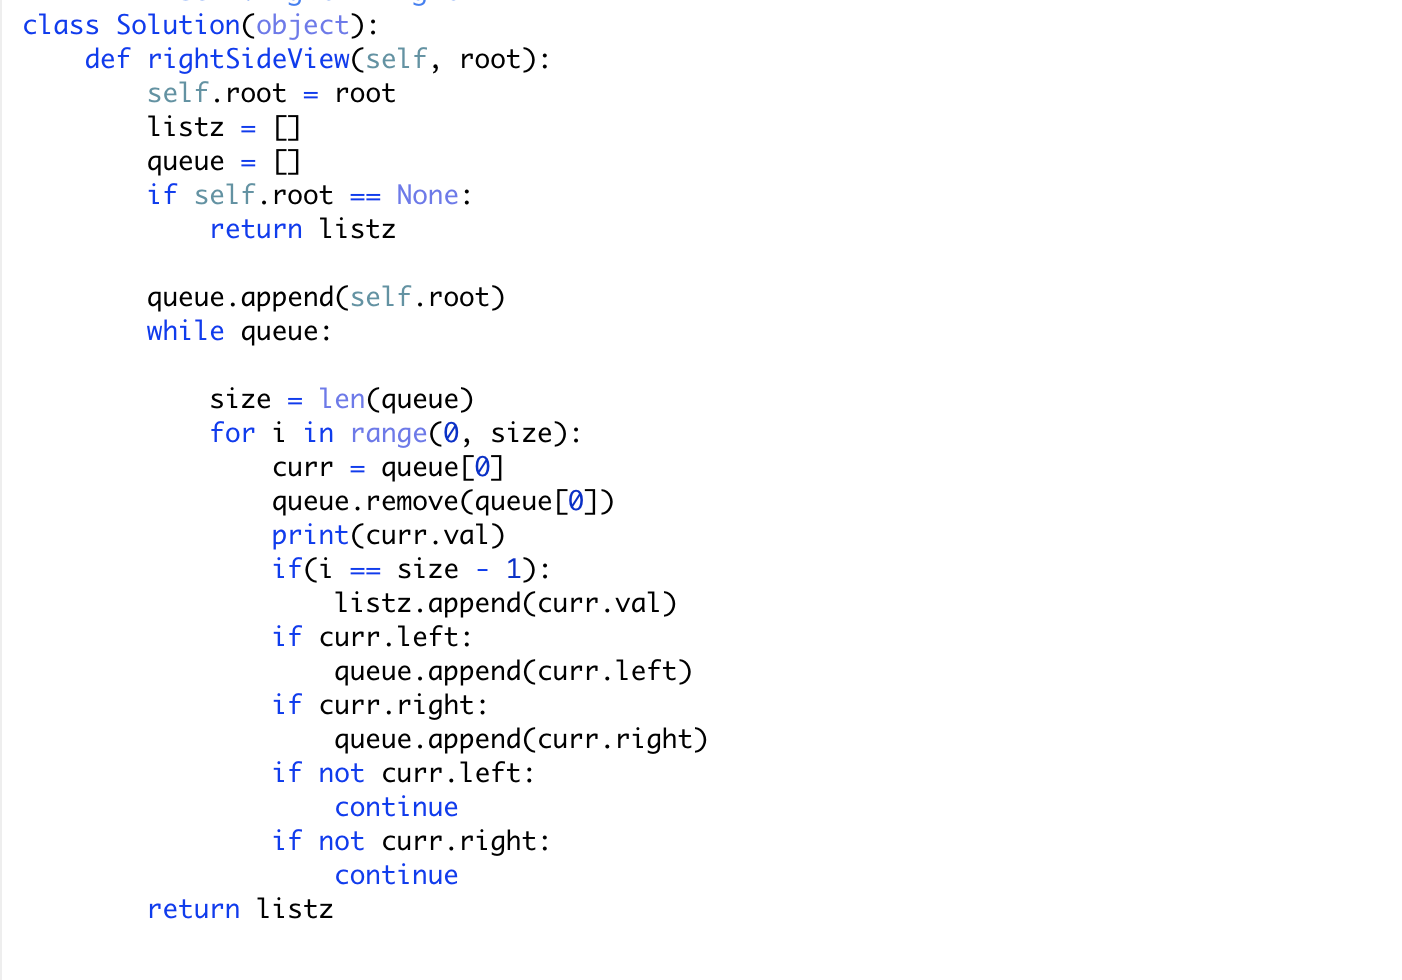 class Solution(object):
    def rightSideView(self, root):
        self.root = root
        listz = []
        queue = []
        if self.root == None:
            return listz

        queue.append(self.root)
        while queue:

            size = len(queue)
            for i in range(0, size):
                curr = queue[0]
                queue.remove(queue[0])
                print(curr.val)
                if(i == size - 1):
                    listz.append(curr.val)
                if curr.left:
                    queue.append(curr.left)
                if curr.right:
                    queue.append(curr.right)
                if not curr.left:
                    continue
                if not curr.right:
                    continue
        return listz